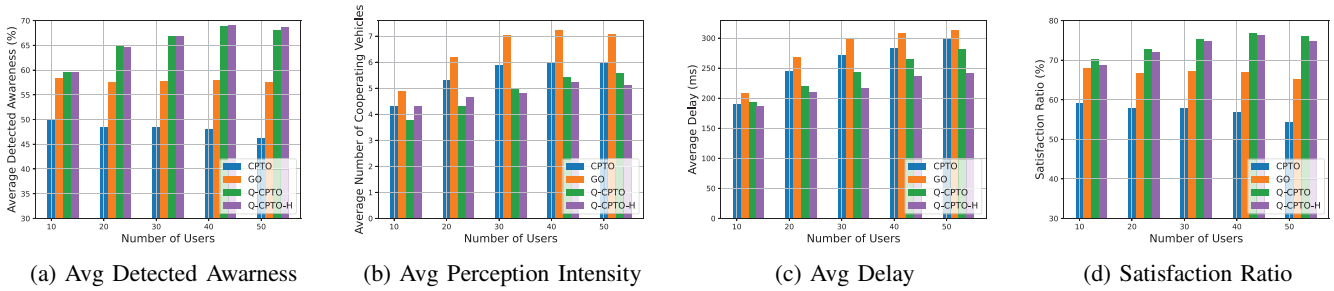 Average Detected Awareness (%)
70
65
60
55
50
45
40
35
30
10
20
30
40
50
Number of Users
CPTO
GO
Q-CPTO
Q-CPTO-H
(a) Avg Detected Awarness
Average Number of Cooperating Vehicles
7
6
5
4
3
2
1
0
10
20
30
40
50
Number of Users
CPTO
GO
Q-CPTO
Q-CPTO-H
(b) Avg Perception Intensity
Average Delay (ms)
300
250
200
150
100
50
0
10
20
30
40
50
Number of Users
CPTO
GO
Q-CPTO
Q-CPTO-H
(c) Avg Delay
Satisfaction Ratio (%)
80
70
60
50
40
30
10
20
30
40
50
Number of Users
CPTO
GO
Q-CPTO
Q-CPTO-H
(d) Satisfaction Ratio